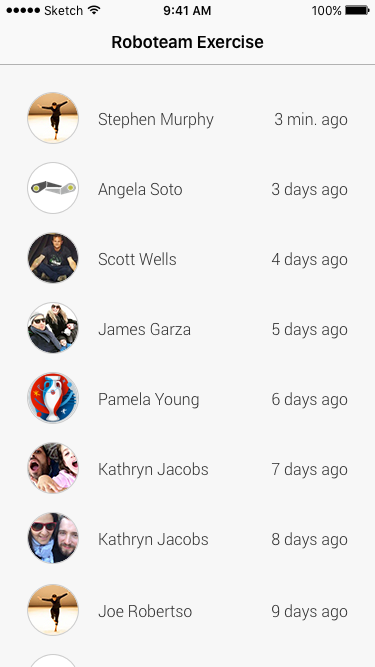 Sketch 9:41 AM 100%
Roboteam Exercise
Stephen Murphy 3 min. ago
Angela Soto 3 days ago
Scott Wells 4 days ago
James Garza 5 days ago
Pamela Young 6 days ago
Kathryn Jacobs 7 days ago
Kathryn Jacobs 8 days ago
Joe Robertso 9 days ago